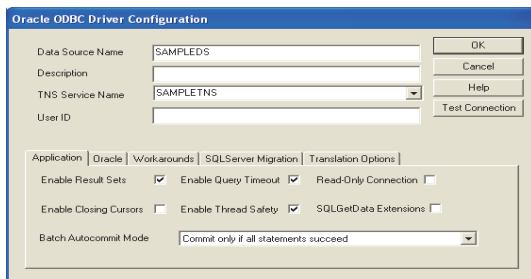 Oracle ODBC Driver Configuration
Data Source Name SAMPLEDS OK
Description Cancel
TNS Service Name SAMPLETNS Help
User ID Test Connection
Application Oracle Workarounds SQLServer Migration Translation Options
Enable Result Sets Enable Query Timeout Read-Only Connection
Enable Closing Cursors Enable Thread Safety SQLGetData Extensions
Batch Autocommit Mode Commit only if all statements succeed